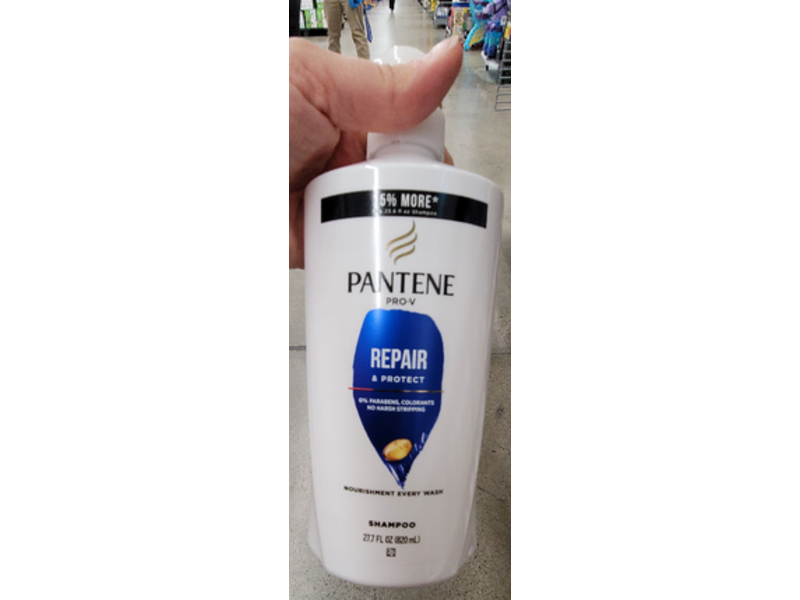 5% MORE*
PANTENE
PRO-V
REPAIR
& PROTECT
0% PARABENS, COLORANTS
NO HARSH STRIPPING
NOURISHMENT EVERY WASH
SHAMPOO
27.7 FL OZ (820 mL)